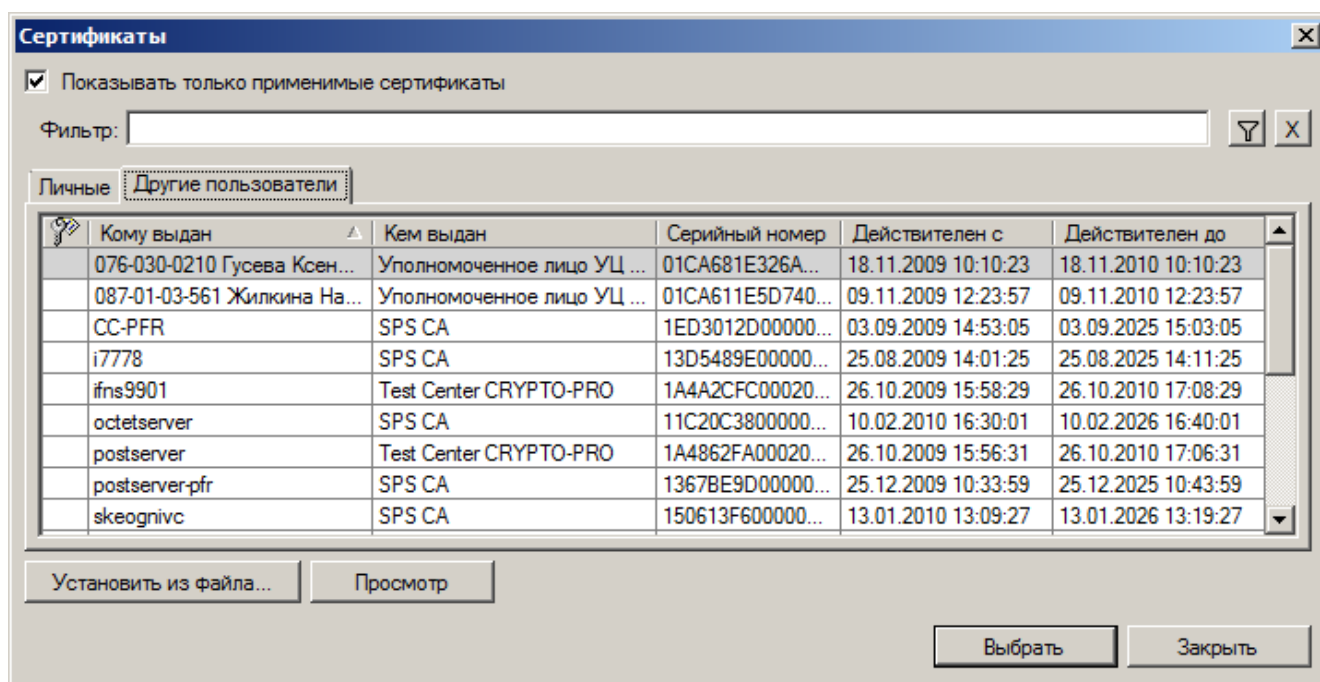 Сертификаты
Показывать только применимые сертификаты
Фильтр: X
Личные Другие пользователи
Кому выдан Кем выдан Серийный номер Действителен с Действителен до
076-030-0210 Гусева Ксен... Уполномоченное лицо УЦ ... 01CA681E326A... 18.11.2009 10:10:23 18.11.2010 10:10:23
087-01-03-561 Жилкина На... Уполномоченное лицо УЦ ... 01CA611E5D740... 09.11.2009 12:23:57 09.11.2010 12:23:57
CC-PFR SPS CA 1ED3012D00000... 03.09.2009 14:53:05 03.09.2025 15:03:05
i7778 SPS CA 13D5489E00000... 25.08.2009 14:01:25 25.08.2025 14:11:25
ifns9901 Test Center CRYPTO-PRO 1A4A2CFC00020... 26.10.2009 15:58:29 26.10.2010 17:08:29
octetserver SPS CA 11C20C3800000... 10.02.2010 16:30:01 10.02.2026 16:40:01
postserver Test Center CRYPTO-PRO 1A4862FA00020... 26.10.2009 15:56:31 26.10.2010 17:06:31
postserver-pfr SPS CA 1367BE9D00000... 25.12.2009 10:33:59 25.12.2025 10:43:59
skeognivc SPS CA 150613F600000... 13.01.2010 13:09:27 13.01.2026 13:19:27
Установить из файла... Просмотр
Выбрать Закрыть